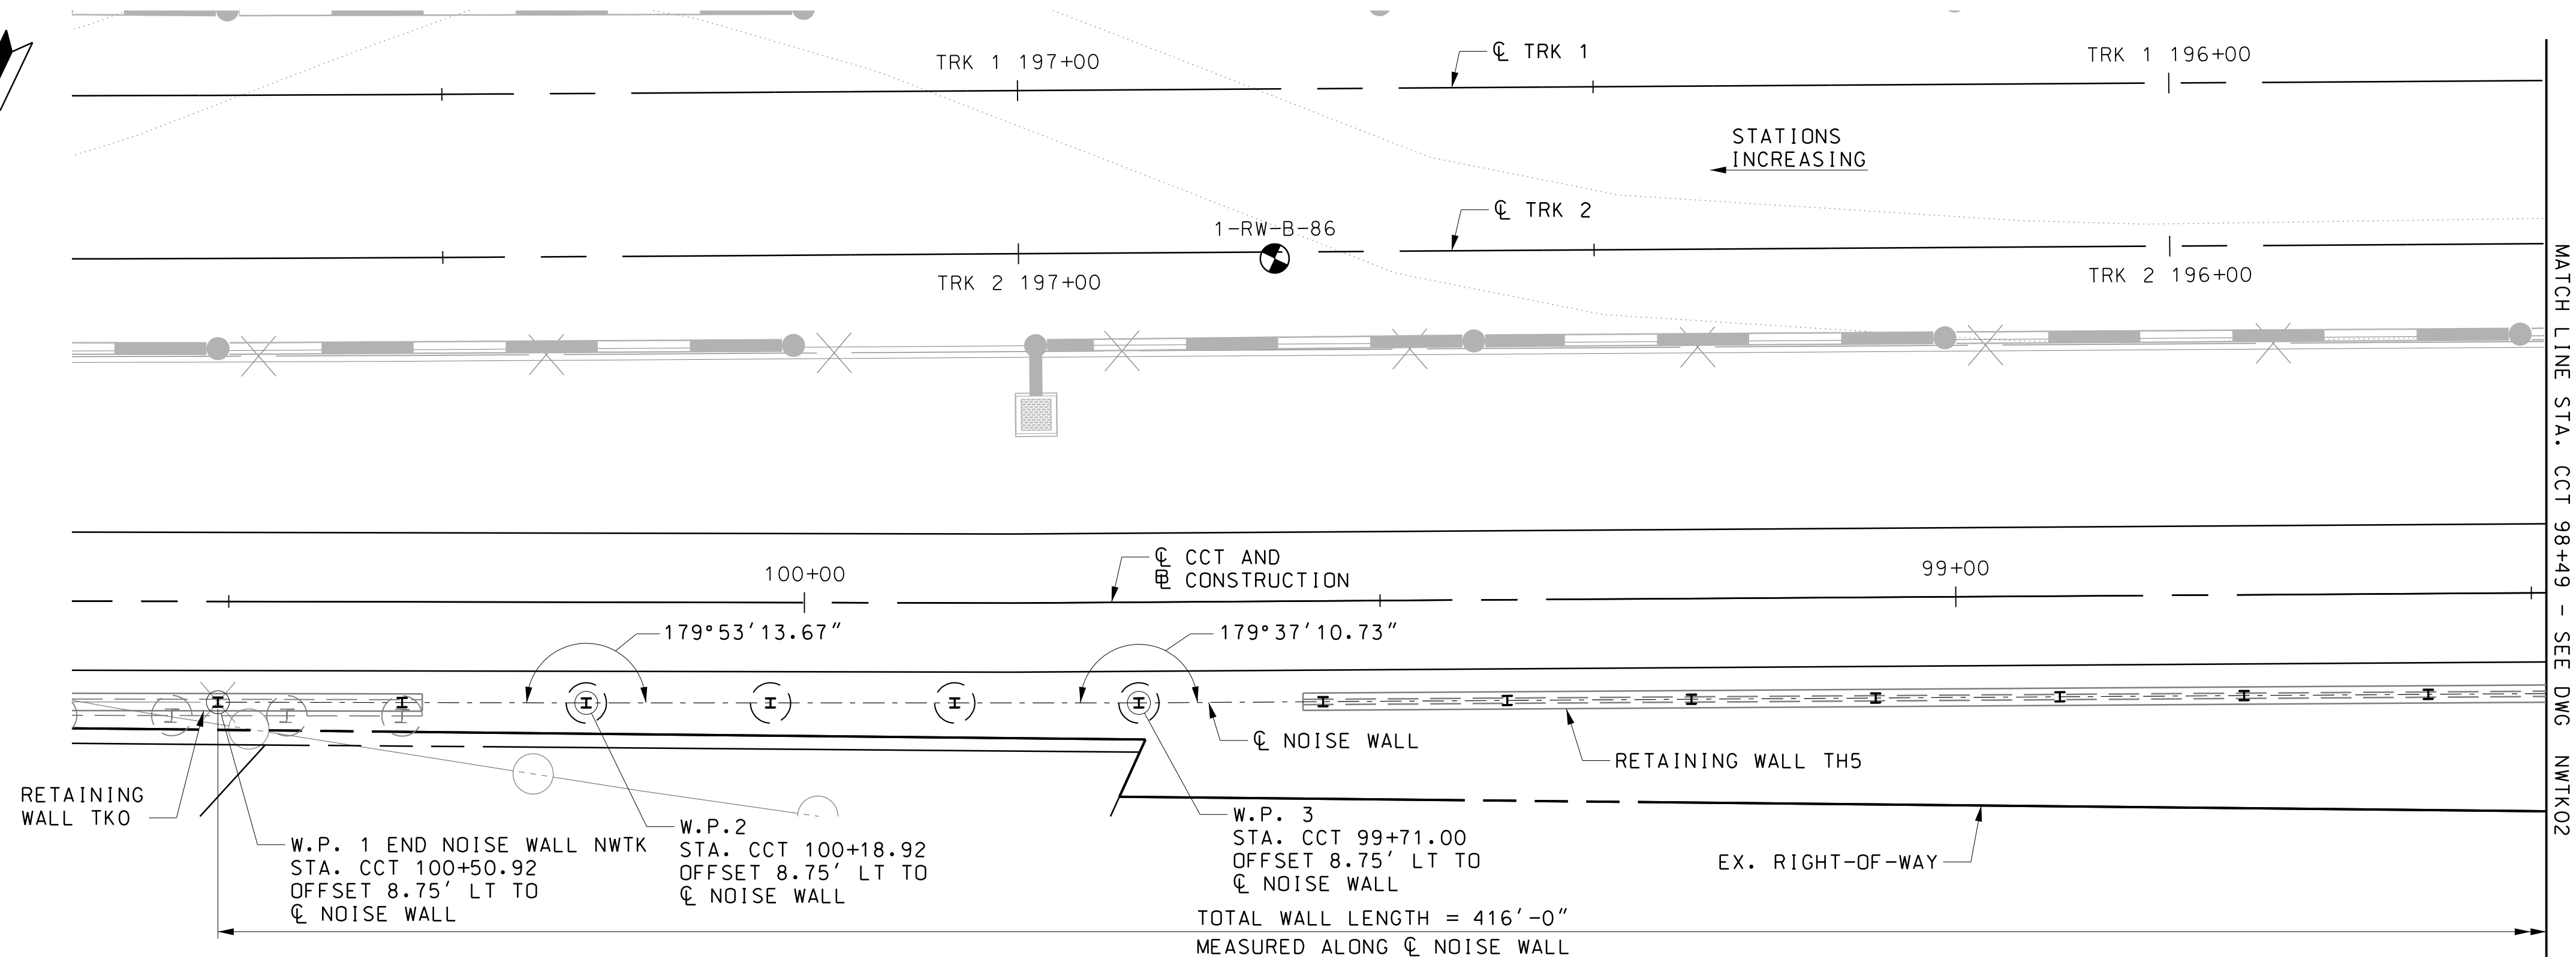 TRK 1 197+00
℄ TRK 1
TRK 1 196+00
STATIONS
INCREASING
1-RW-B-86
℄ TRK 2
TRK 2 197+00
TRK 2 196+00
MATCH LINE STA. CCT 98+49 - SEE DWG NWTK02
100+00
℄ CCT AND
BL CONSTRUCTION
99+00
179°53'13.67"
179°37'10.73"
℄ NOISE WALL
RETAINING WALL TH5
RETAINING
WALL TKO
W.P. 1 END NOISE WALL NWTK
STA. CCT 100+50.92
OFFSET 8.75' LT TO
℄ NOISE WALL
W.P.2
STA. CCT 100+18.92
OFFSET 8.75' LT TO
℄ NOISE WALL
W.P. 3
STA. CCT 99+71.00
OFFSET 8.75' LT TO
℄ NOISE WALL
EX. RIGHT-OF-WAY
TOTAL WALL LENGTH = 416'-0"
MEASURED ALONG ℄ NOISE WALL